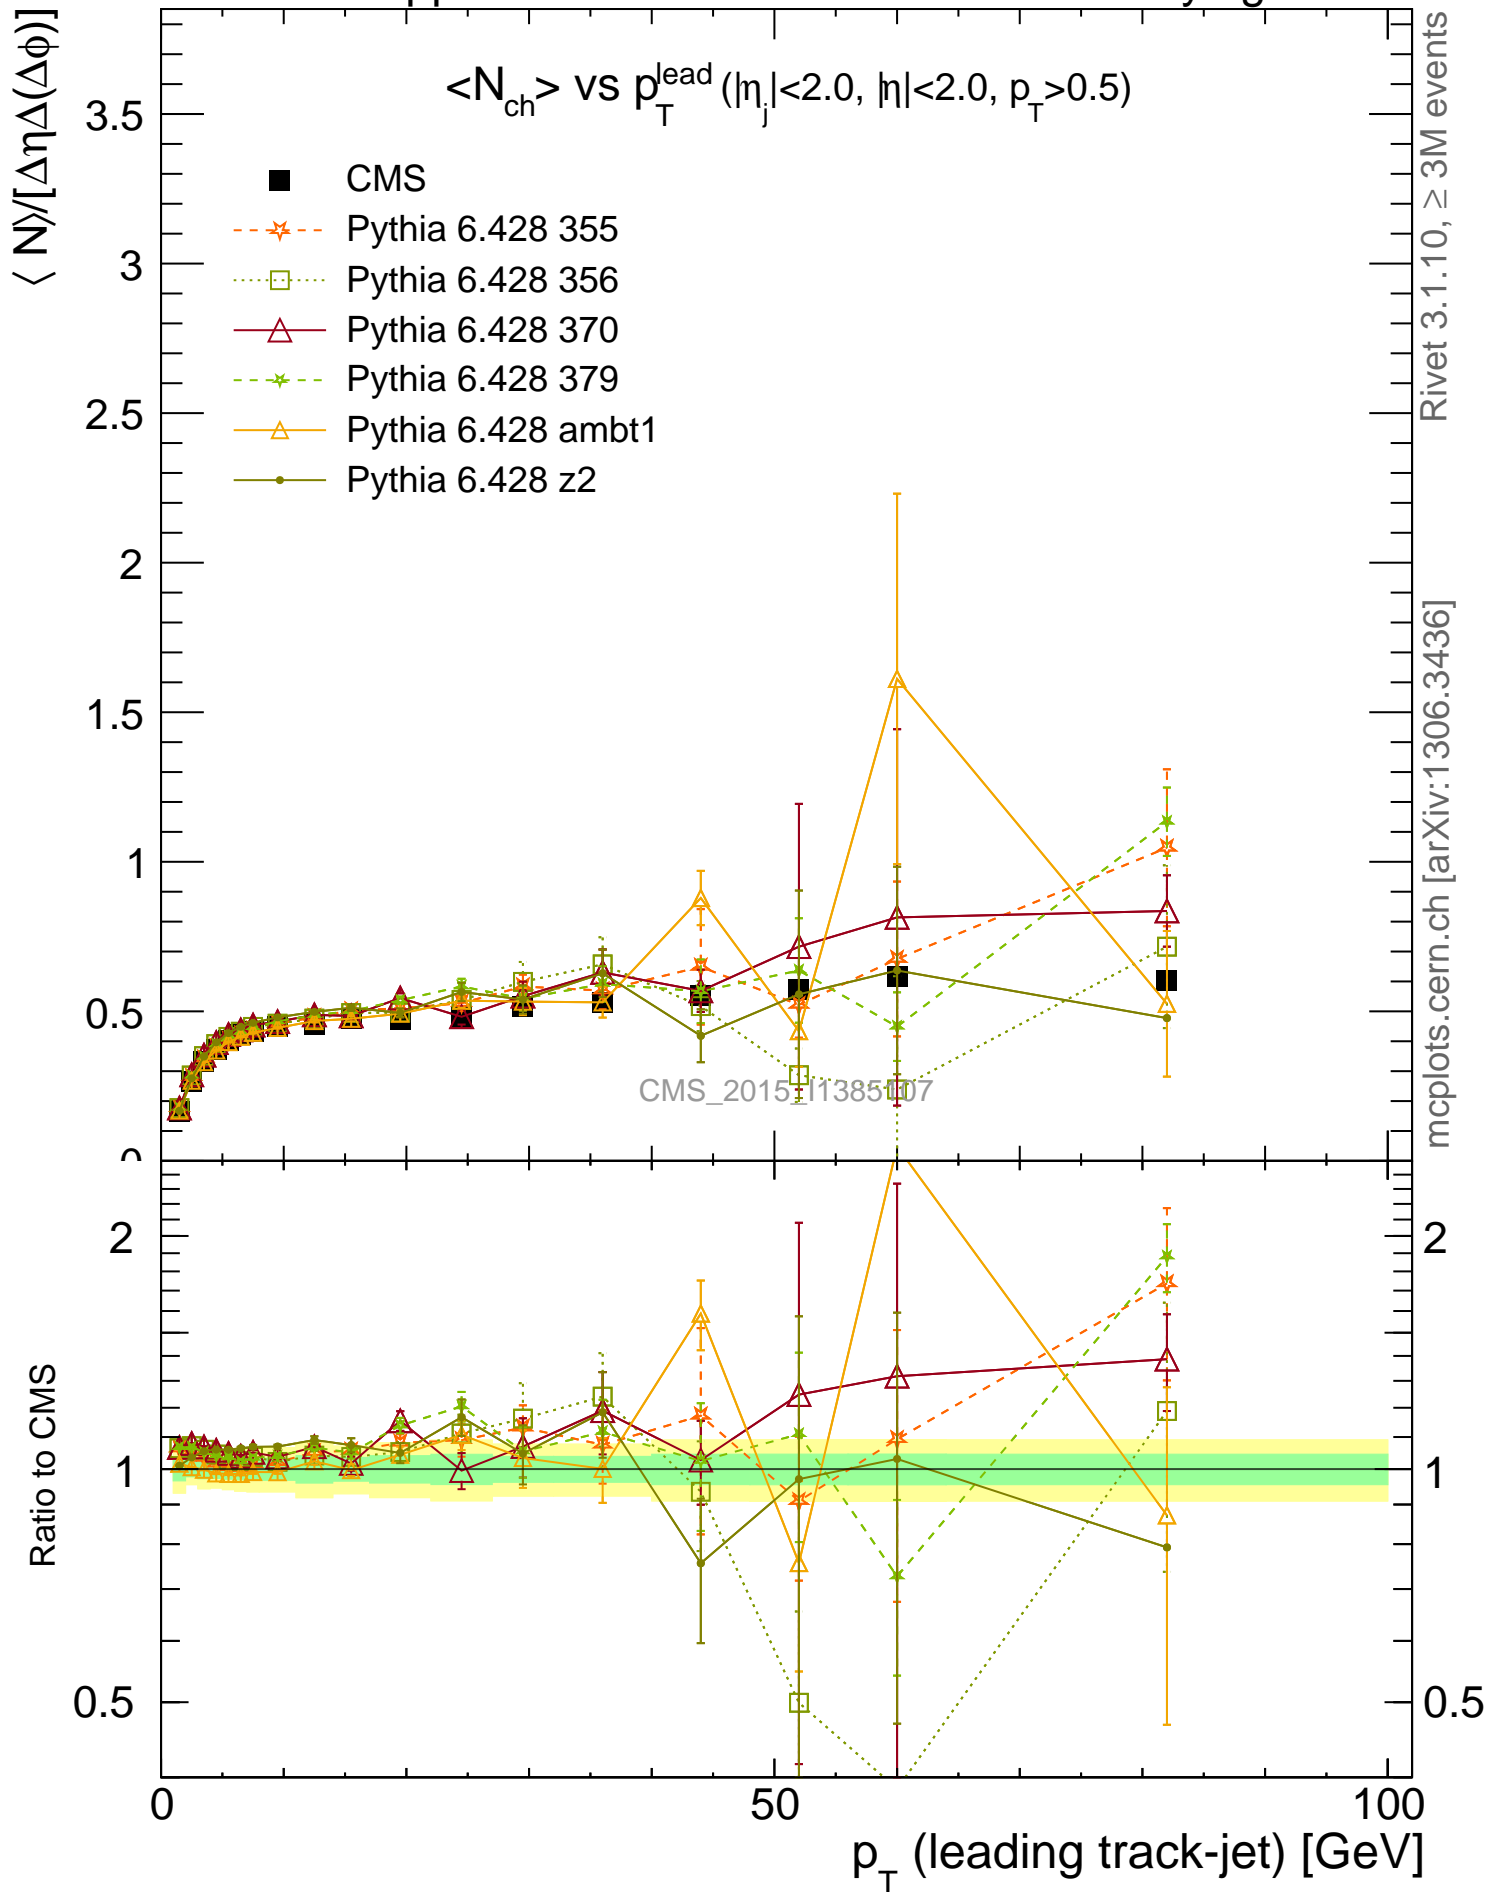 <N_ch> vs p_T^lead (|η_j|<2.0, |η|<2.0, p_T>0.5)
⟨ N⟩/[ΔηΔ(Δϕ)]
CMS
Pythia 6.428 355
Pythia 6.428 356
Pythia 6.428 370
Pythia 6.428 379
Pythia 6.428 ambt1
Pythia 6.428 z2
3.5
3
2.5
2
1.5
1
0.5
0
CMS_2015_I1385107
Rivet 3.1.10, ≥ 3M events
mcplots.cern.ch [arXiv:1306.3436]
Ratio to CMS
2
1
0.5
2
1
0.5
0
50
100
p_T (leading track-jet) [GeV]